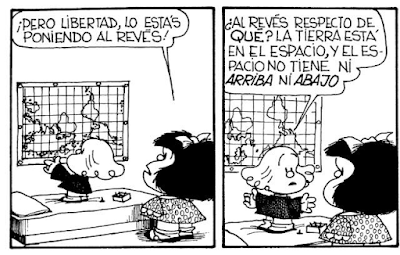 ¡PERO LIBERTAD, LO ESTÁS
PONIENDO AL REVÉS!
¿AL REVÉS RESPECTO DE
QUÉ? LA TIERRA ESTÁ
EN EL ESPACIO, Y EL ES-
PACIO NO TIENE NI
ARRIBA NI ABAJO